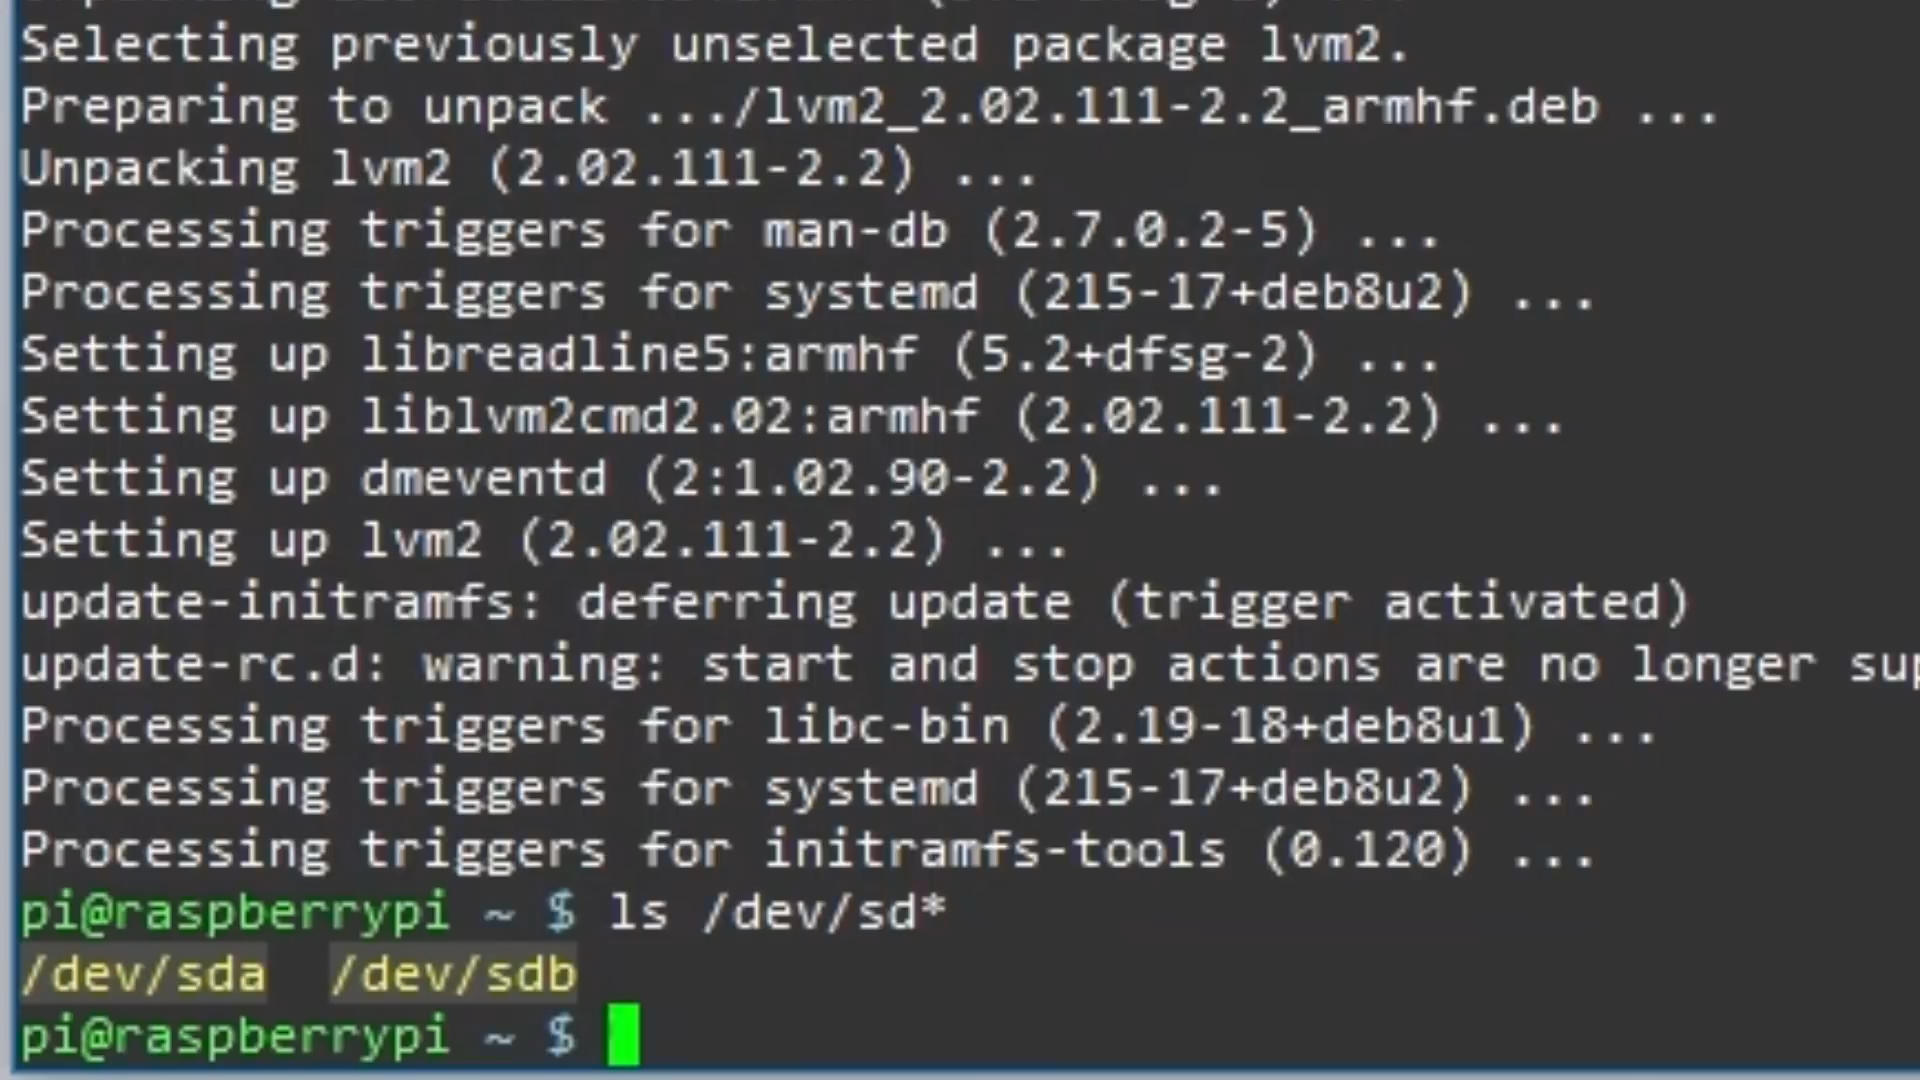 Selecting previously unselected package lvm2.
Preparing to unpack .../lvm2_2.02.111-2.2_armhf.deb ...
Unpacking lvm2 (2.02.111-2.2) ...
Processing triggers for man-db (2.7.0.2-5) ...
Processing triggers for systemd (215-17+deb8u2) ...
Setting up libreadline5:armhf (5.2+dfsg-2) ...
Setting up liblvm2cmd2.02:armhf (2.02.111-2.2) ...
Setting up dmeventd (2:1.02.90-2.2) ...
Setting up lvm2 (2.02.111-2.2) ...
update-initramfs: deferring update (trigger activated)
update-rc.d: warning: start and stop actions are no longer sup
Processing triggers for libc-bin (2.19-18+deb8u1) ...
Processing triggers for systemd (215-17+deb8u2) ...
Processing triggers for initramfs-tools (0.120) ...
pi@raspberrypi ~ $ ls /dev/sd*
/dev/sda  /dev/sdb
pi@raspberrypi ~ $